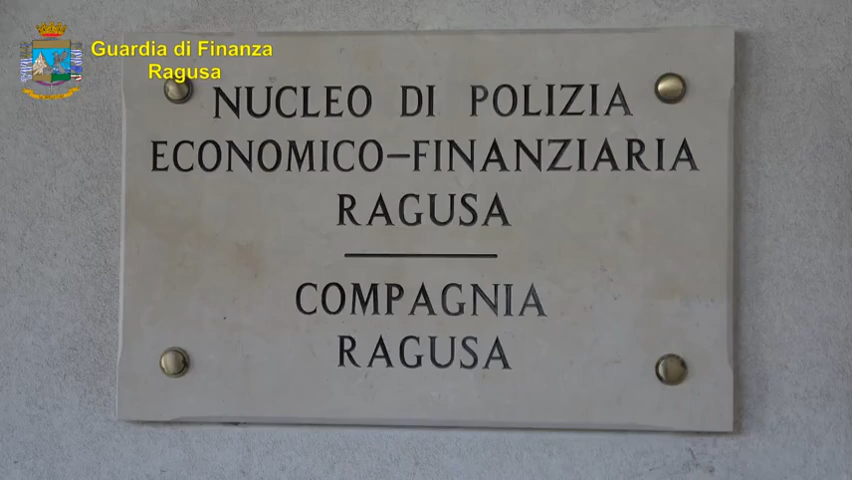 Guardia di Finanza
Ragusa
NUCLEO DI POLIZIA
ECONOMICO-FINANZIARIA
RAGUSA
COMPAGNIA
RAGUSA